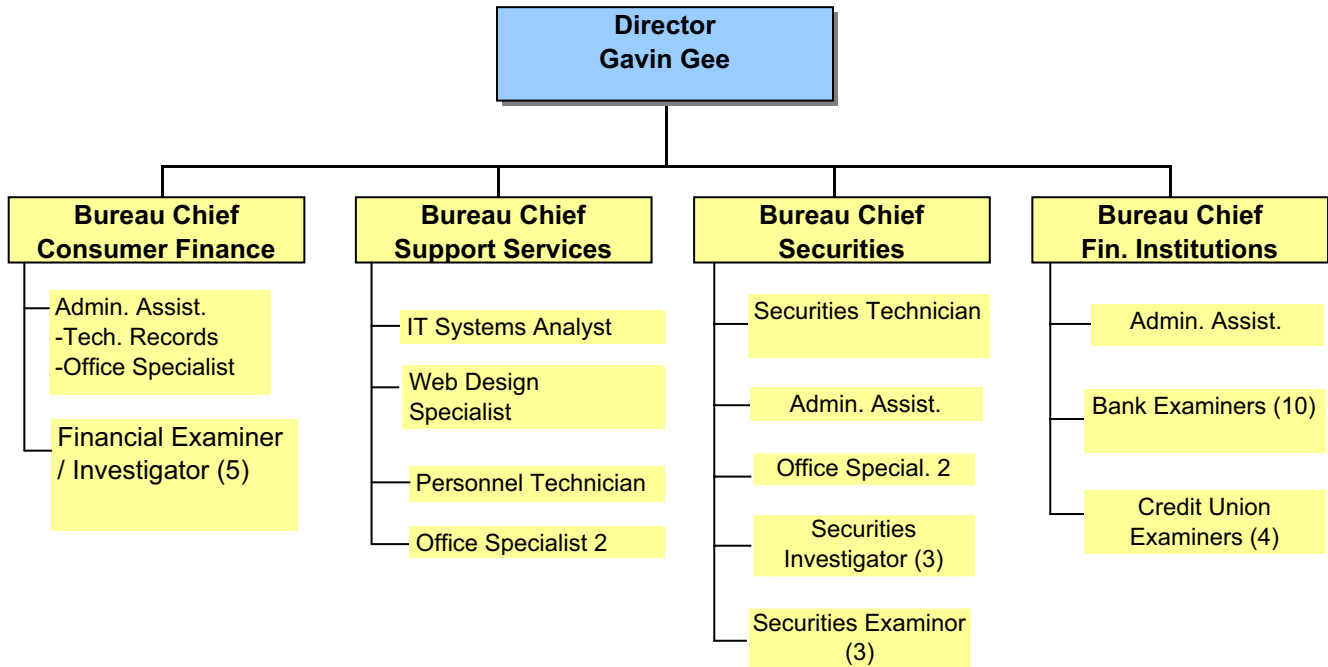 Director
Gavin Gee
Bureau Chief
Consumer Finance
Admin. Assist.
-Tech. Records
-Office Specialist
Financial Examiner
/ Investigator (5)
Bureau Chief
Support Services
IT Systems Analyst
Web Design
Specialist
Personnel Technician
Office Specialist 2
Bureau Chief
Securities
Securities Technician
Admin. Assist.
Office Special. 2
Securities
Investigator (3)
Securities Examinor
(3)
Bureau Chief
Fin. Institutions
Admin. Assist.
Bank Examiners (10)
Credit Union
Examiners (4)